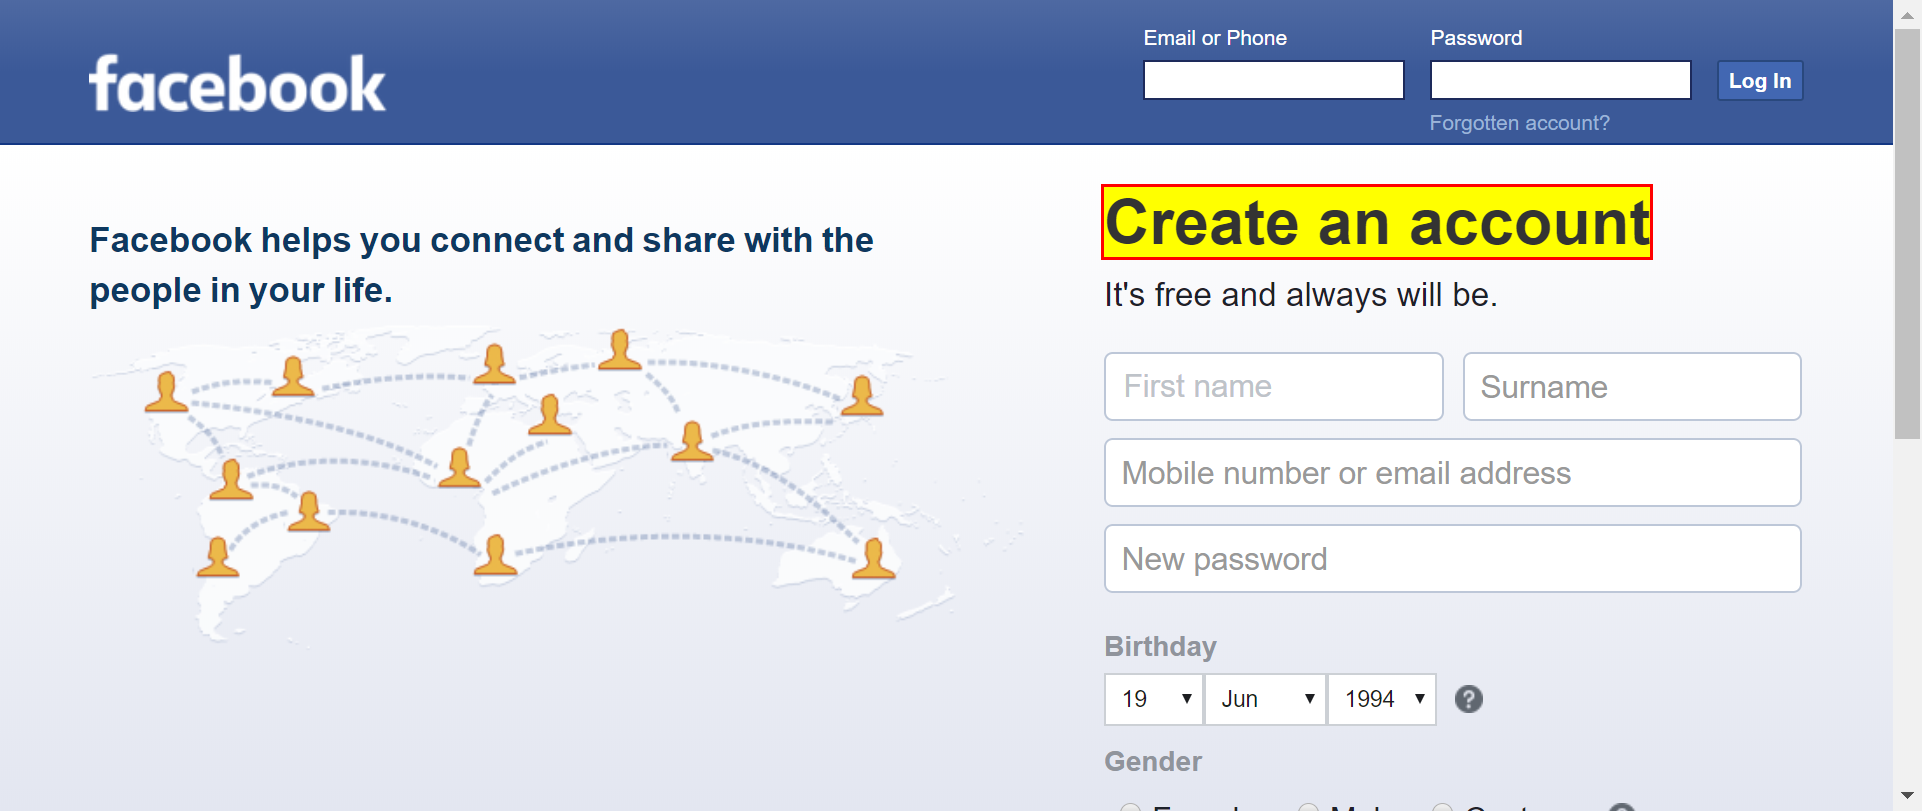 facebook
Email or Phone
Password
Log In
Forgotten account?
Facebook helps you connect and share with the
people in your life.
Create an account
It's free and always will be.
First name
Surname
Mobile number or email address
New password
Birthday
19
Jun
1994
?
Gender